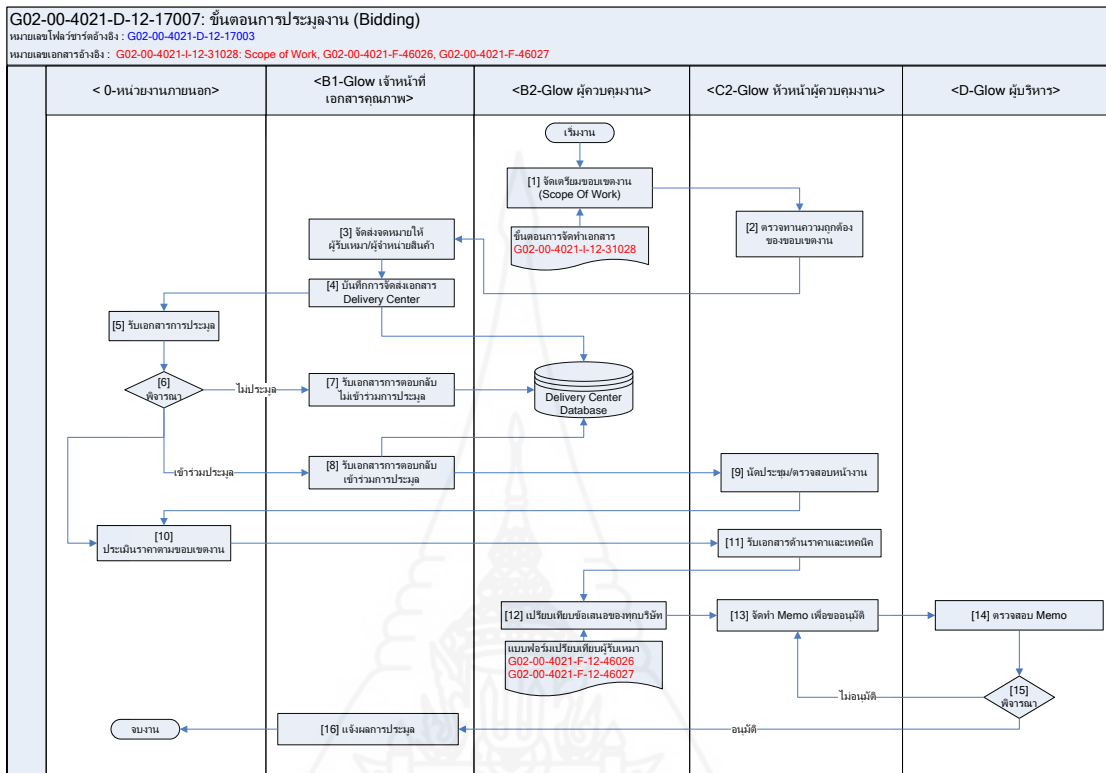 G02-00-4021-D-12-17007: ขั้นตอนการประมูลงาน (Bidding)
หมายเลขโฟลว์ชาร์ตอ้างอิง : G02-00-4021-D-12-17003
หมายเลขเอกสารอ้างอิง : G02-00-4021-I-12-31028: Scope of Work, G02-00-4021-F-46026, G02-00-4021-F-46027
< 0-หน่วยงานภายนอก>
<B1-Glow เจ้าหน้าที่
เอกสารคุณภาพ>
<B2-Glow ผู้ควบคุมงาน>
<C2-Glow หัวหน้าผู้ควบคุมงาน>
<D-Glow ผู้บริหาร>
เริ่มงาน
[1] จัดเตรียมขอบเขตงาน
(Scope Of Work)
[2] ตรวจทานความถูกต้อง
ของขอบเขตงาน
ขั้นตอนการจัดทำเอกสาร
G02-00-4021-I-12-31028
[3] จัดส่งจดหมายให้
ผู้รับเหมา/ผู้จำหน่ายสินค้า
[4] บันทึกการจัดส่งเอกสาร
Delivery Center
[5] รับเอกสารการประมูล
[6]
พิจารณา
ไม่ประมูล
[7] รับเอกสารการตอบกลับ
ไม่เข้าร่วมการประมูล
Delivery Center
Database
เข้าร่วมประมูล
[8] รับเอกสารการตอบกลับ
เข้าร่วมการประมูล
[9] นัดประชุม/ตรวจสอบหน้างาน
[10]
ประเมินราคาตามขอบเขตงาน
[11] รับเอกสารด้านราคาและเทคนิค
[12] เปรียบเทียบข้อเสนอของทุกบริษัท
[13] จัดทำ Memo เพื่อขออนุมัติ
[14] ตรวจสอบ Memo
แบบฟอร์มเปรียบเทียบผู้รับเหมา
G02-00-4021-F-12-46026
G02-00-4021-F-12-46027
ไม่อนุมัติ
[15]
พิจารณา
จบงาน
[16] แจ้งผลการประมูล
อนุมัติ